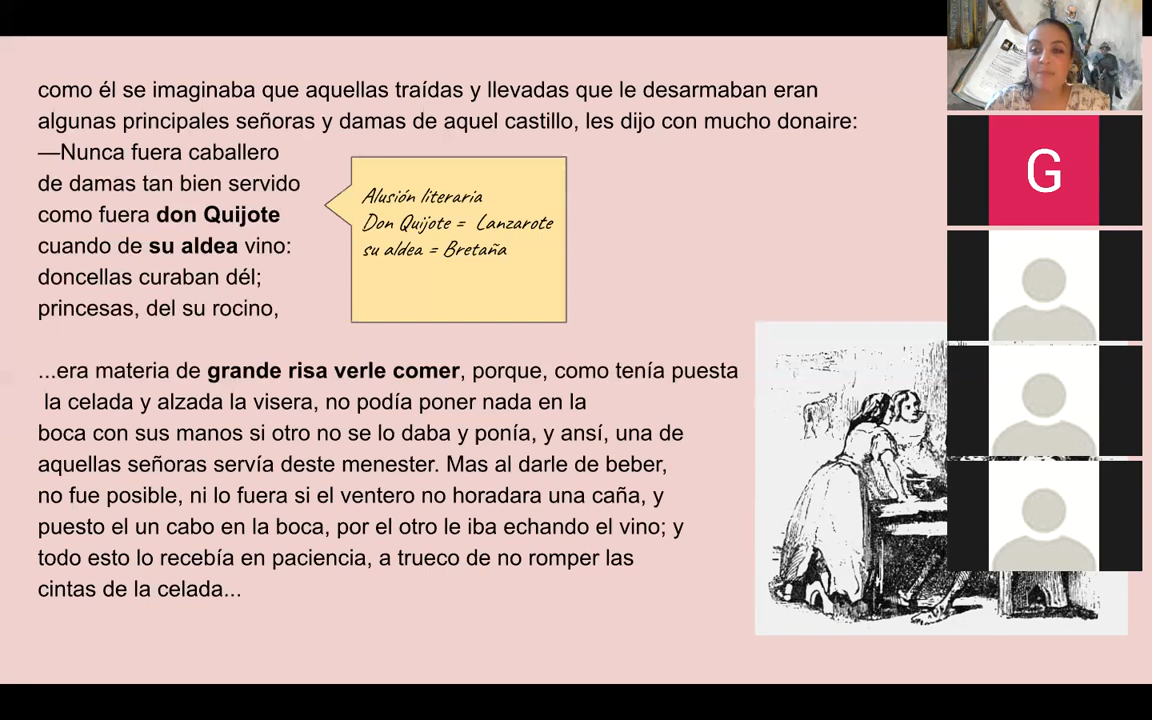 como él se imaginaba que aquellas traídas y llevadas que le desarmaban eran
algunas principales señoras y damas de aquel castillo, les dijo con mucho donaire:
—Nunca fuera caballero
de damas tan bien servido
como fuera don Quijote
cuando de su aldea vino:
doncellas curaban dél;
princesas, del su rocino,
Alusión literaria
Don Quijote = Lanzarote
su aldea = Bretaña
...era materia de grande risa verle comer, porque, como tenía puesta
la celada y alzada la visera, no podía poner nada en la
boca con sus manos si otro no se lo daba y ponía, y ansí, una de
aquellas señoras servía deste menester. Mas al darle de beber,
no fue posible, ni lo fuera si el ventero no horadara una caña, y
puesto el un cabo en la boca, por el otro le iba echando el vino; y
todo esto lo recebía en paciencia, a trueco de no romper las
cintas de la celada...
G